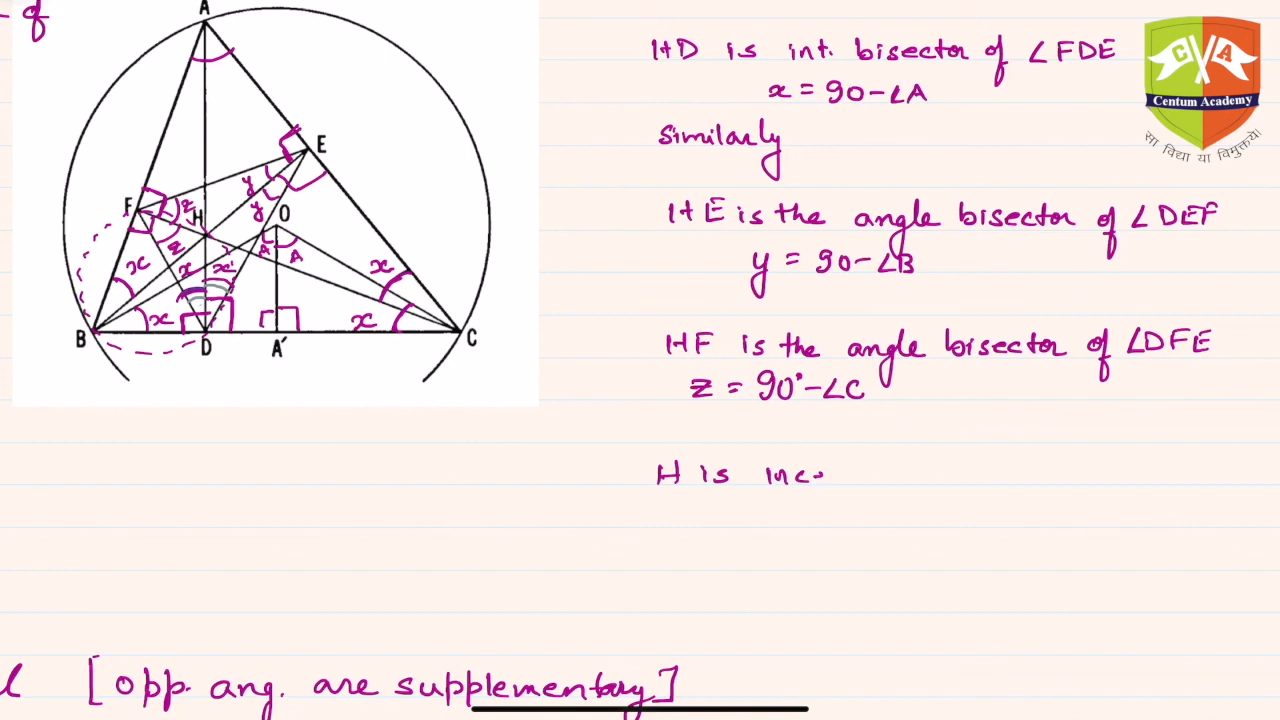 of
A
E
F
H
O
B
D
A'
C
y
y
z
z
x
x
x
x
x
x
A
A
HD is int. bisector of ∠FDE
x = 90-∠A
Similarly
HE is the angle bisector of ∠DEF
y = 90-∠B
HF is the angle bisector of ∠DFE
z = 90°-∠C
H is inc
[opp. ang. are supplementary]
C A
Centum Academy
सा विद्या या विमुक्तये।